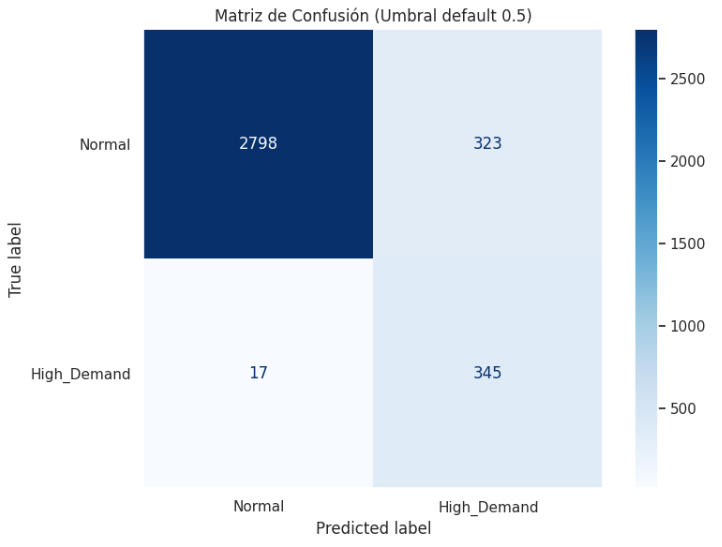 Matriz de Confusión (Umbral default 0.5)
True label
Normal
2798
323
High_Demand
17
345
Normal
High_Demand
Predicted label
2500
2000
1500
1000
500